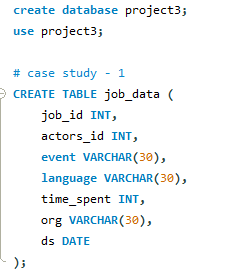 create database project3;
use project3;
# case study - 1
CREATE TABLE job_data (
job_id INT,
actors_id INT,
event VARCHAR(30),
language VARCHAR(30),
time_spent INT,
org VARCHAR(30),
ds DATE
);